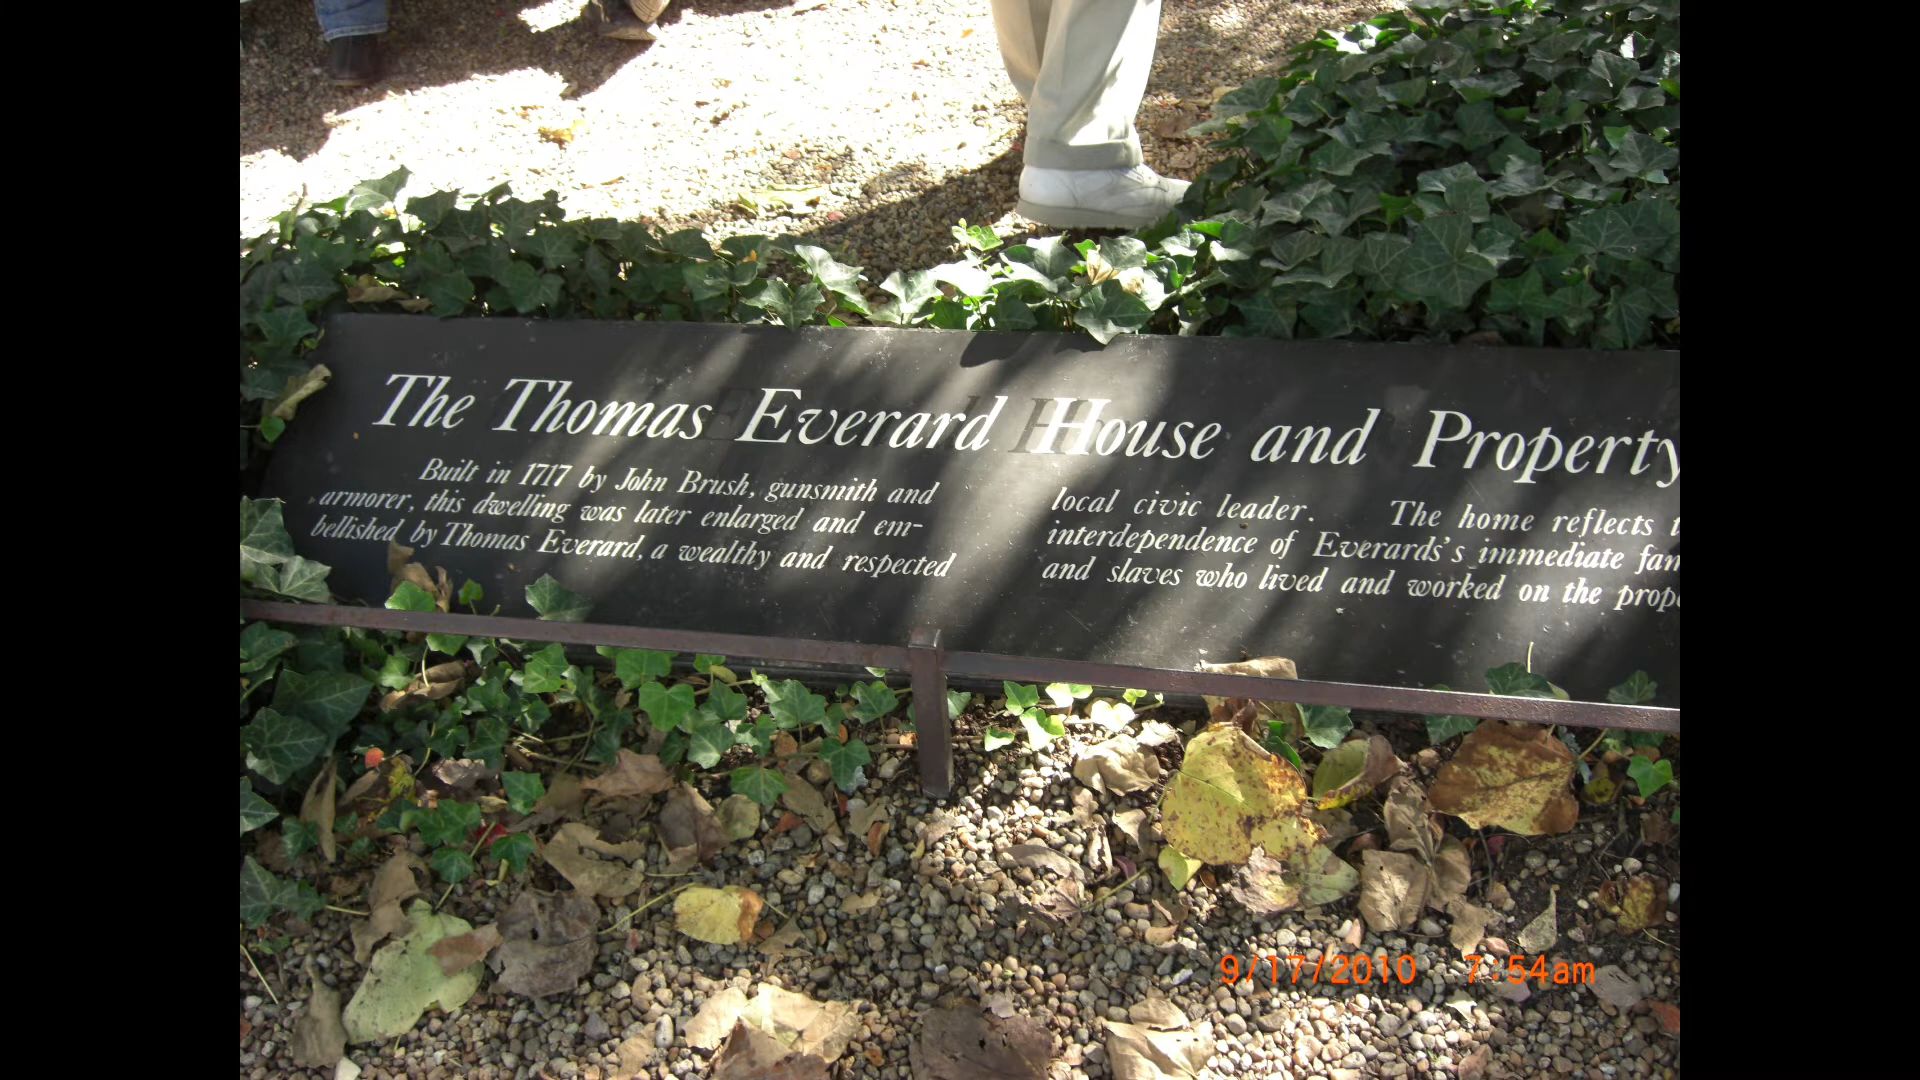 The Thomas Everard House and Property
Built in 1717 by John Brush, gunsmith and
armorer, this dwelling was later enlarged and em-
bellished by Thomas Everard, a wealthy and respected
local civic leader. The home reflects
interdependence of Everards's immediate
and slaves who lived and worked on the
9/17/2010 7:54am